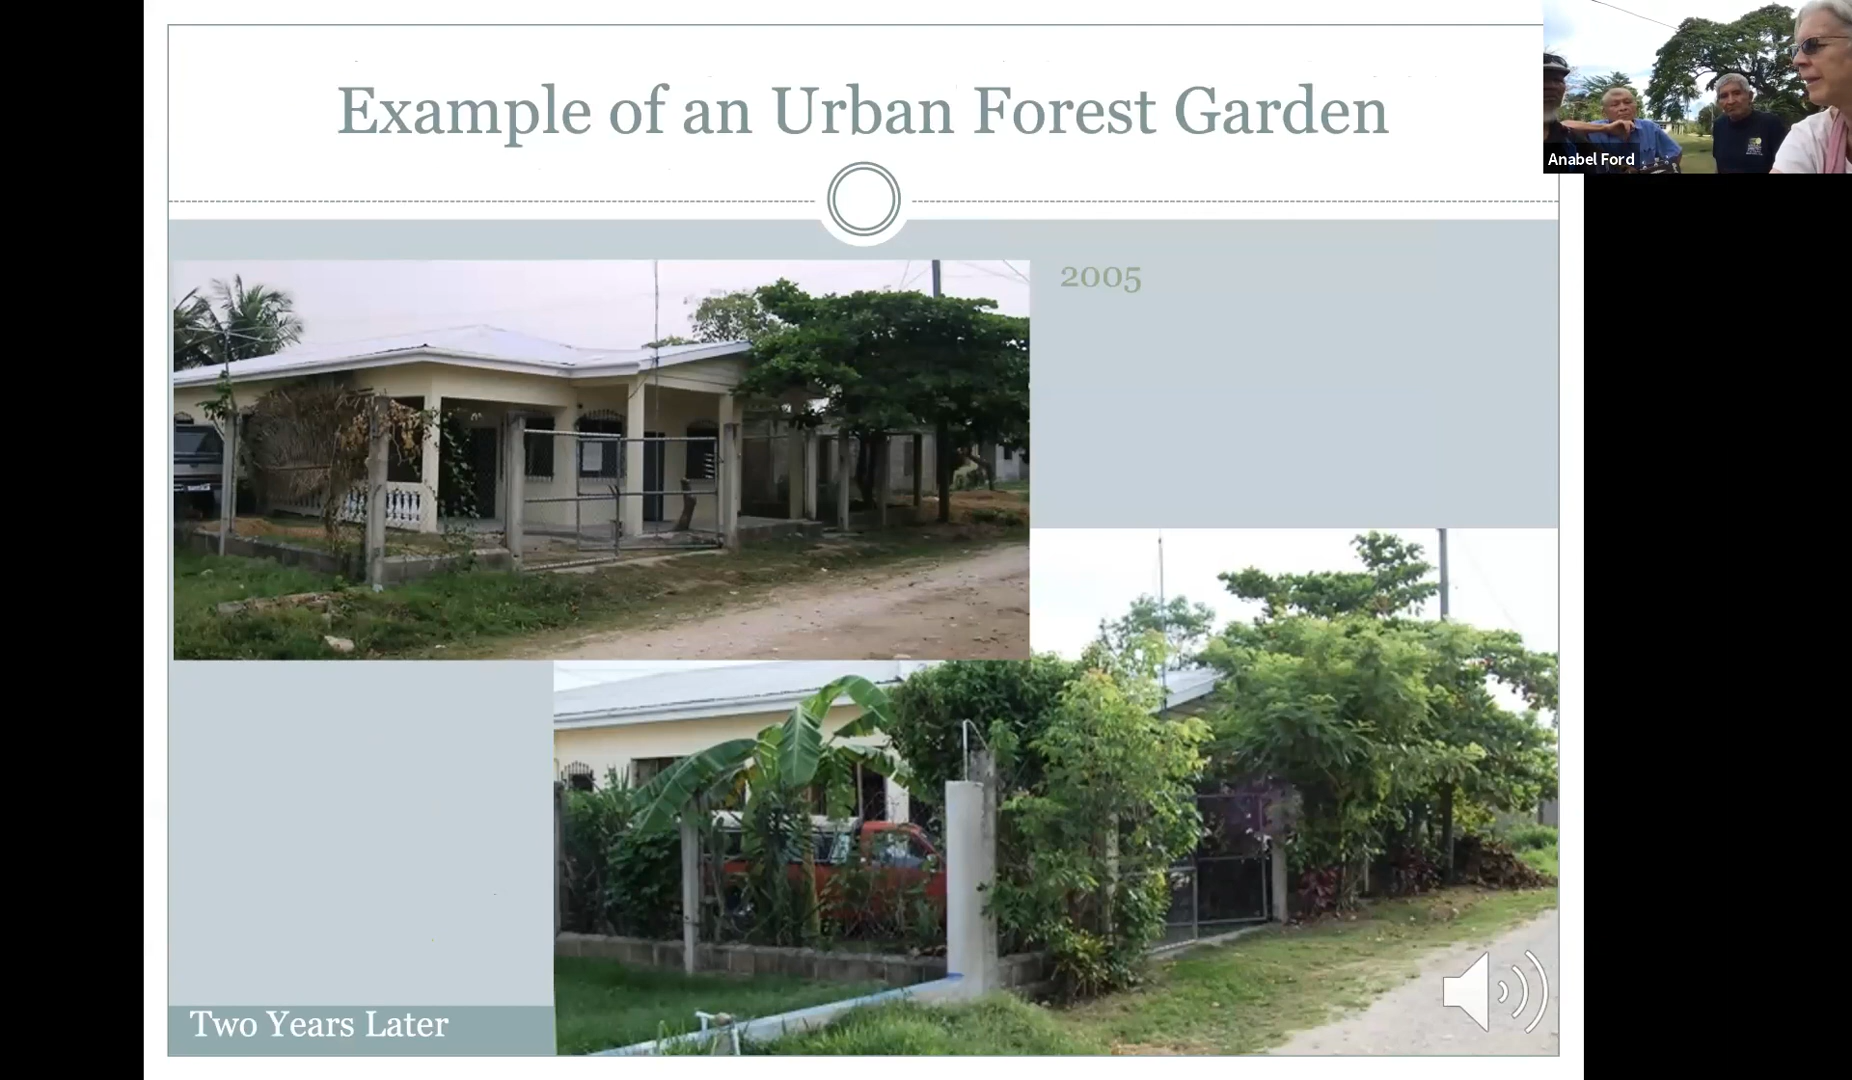 Example of an Urban Forest Garden
Anabel Ford
2005
Two Years Later